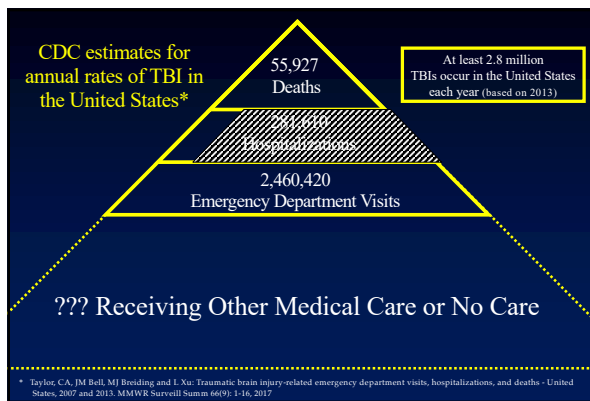 CDC estimates for
annual rates of TBI in
the United States*
55,927
Deaths
At least 2.8 million
TBIs occur in the United States
each year (based on 2013)
281,610
Hospitalizations
2,460,420
Emergency Department Visits
??? Receiving Other Medical Care or No Care
* Taylor, CA, JM Bell, MJ Breiding and L Xu: Traumatic brain injury-related emergency department visits, hospitalizations, and deaths - United
States, 2007 and 2013. MMWR Surveill Summ 66(9): 1-16, 2017